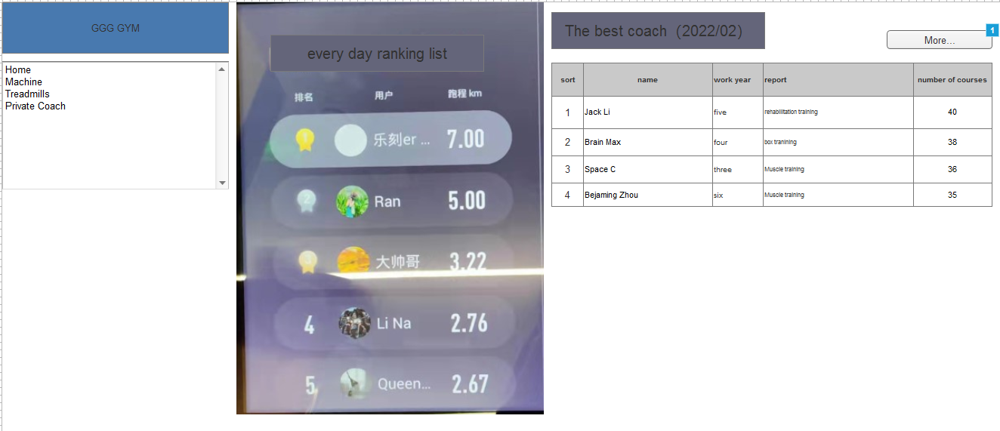 GGG GYM
Home
Machine
Treadmills
Private Coach
every day ranking list
排名 用户 跑程 km
1 乐刻er ... 7.00
2 Ran 5.00
3 大帅哥 3.22
4 Li Na 2.76
5 Queen... 2.67
The best coach（2022/02）
More...
1
sort name work year report number of courses
1 Jack Li five rehabilitation training 40
2 Brain Max four box tranining 38
3 Space C three Muscle training 36
4 Bejaming Zhou six Muscle training 35